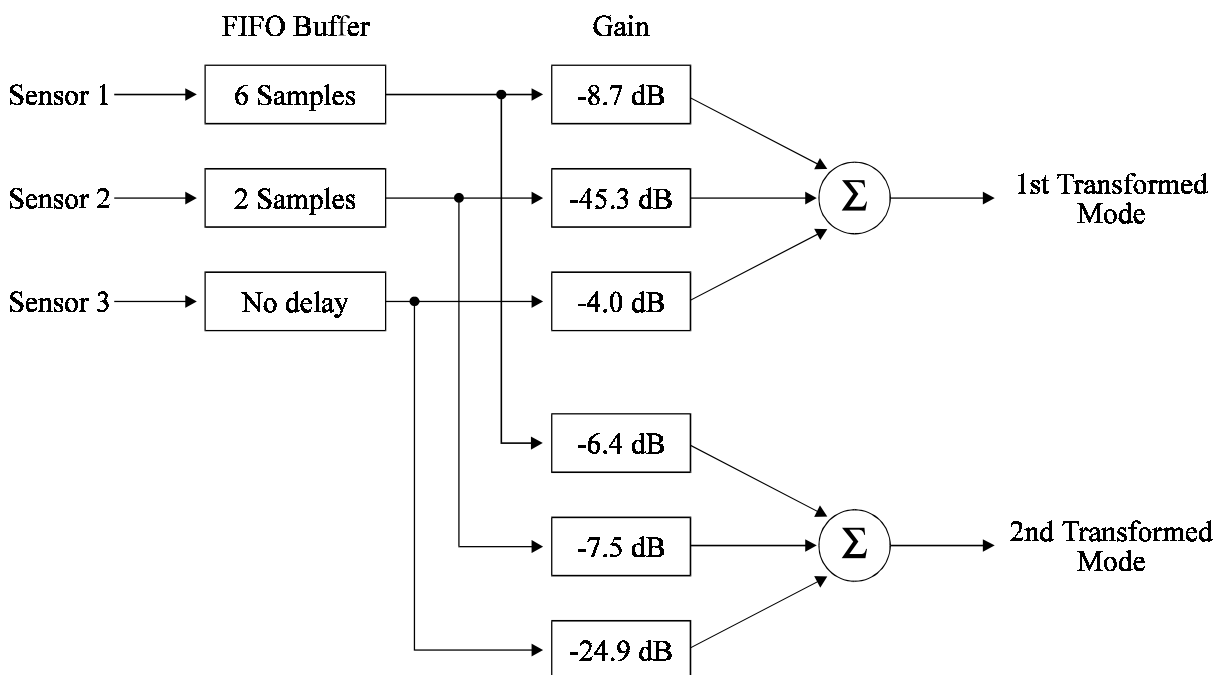 FIFO Buffer
Gain
Sensor 1
6 Samples
-8.7 dB
Sensor 2
2 Samples
-45.3 dB
Σ
1st Transformed
Mode
Sensor 3
No delay
-4.0 dB
-6.4 dB
-7.5 dB
Σ
2nd Transformed
Mode
-24.9 dB